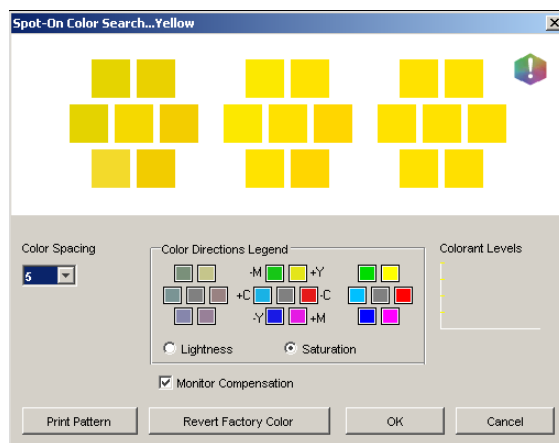 Spot-On Color Search...Yellow
Color Spacing
5
Color Directions Legend
-M +Y
+C -C
-Y +M
Lightness Saturation
Colorant Levels
Monitor Compensation
Print Pattern Revert Factory Color OK Cancel